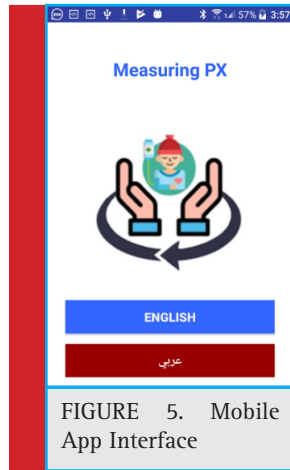 57% 3:57
Measuring PX
ENGLISH
عربي
FIGURE 5. Mobile
App Interface